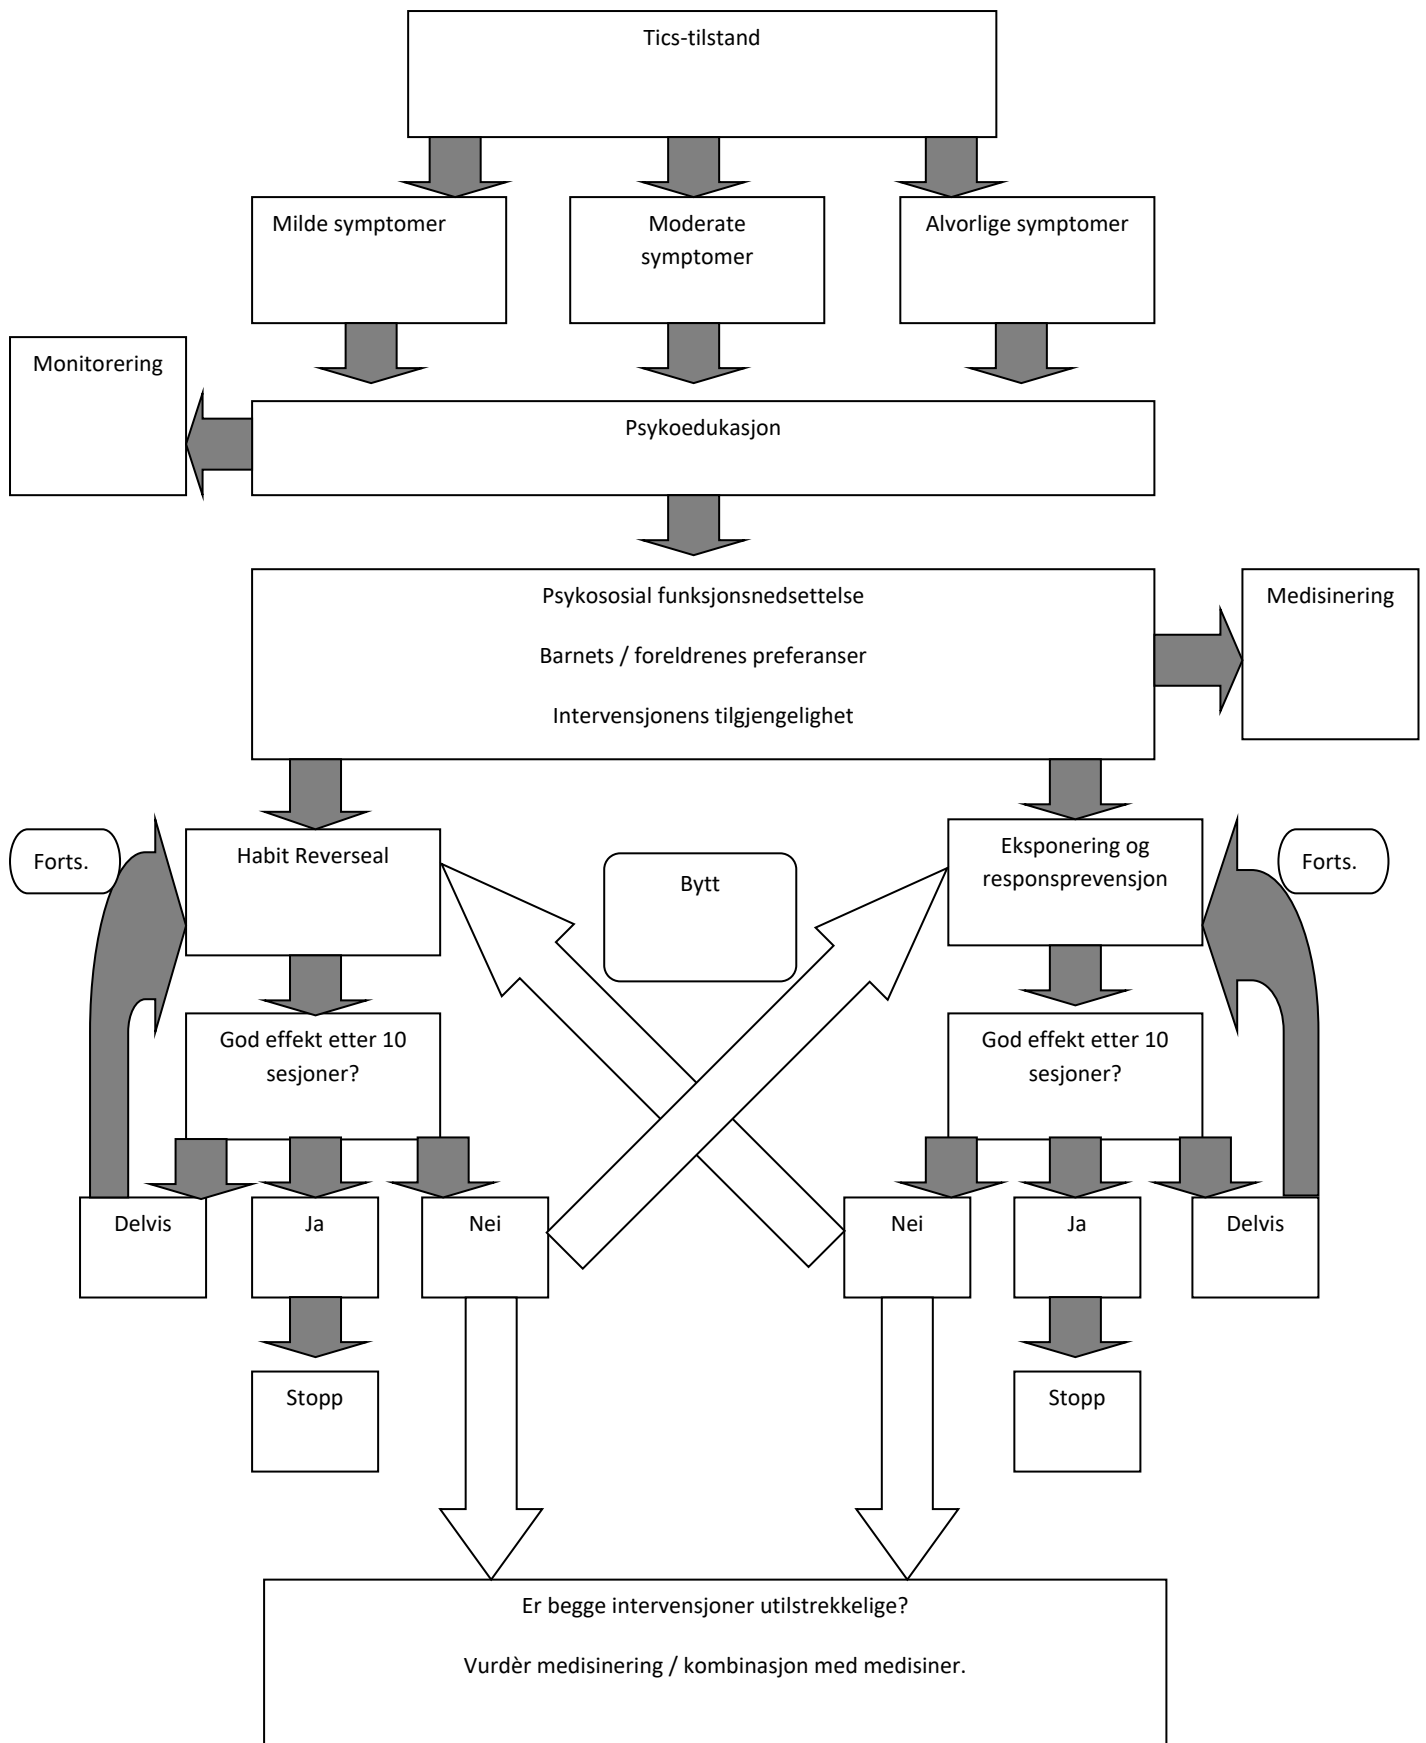 Tics-tilstand
Milde symptomer
Moderate
symptomer
Alvorlige symptomer
Monitorering
Psykoedukasjon
Psykososial funksjonsnedsettelse
Barnets / foreldrenes preferanser
Intervensjonens tilgjengelighet
Medisinering
Forts.
Habit Reverseal
Bytt
Eksponering og
responsprevensjon
Forts.
God effekt etter 10
sesjoner?
God effekt etter 10
sesjoner?
Delvis
Ja
Nei
Nei
Ja
Delvis
Stopp
Stopp
Er begge intervensjoner utilstrekkelige?
Vurdèr medisinering / kombinasjon med medisiner.